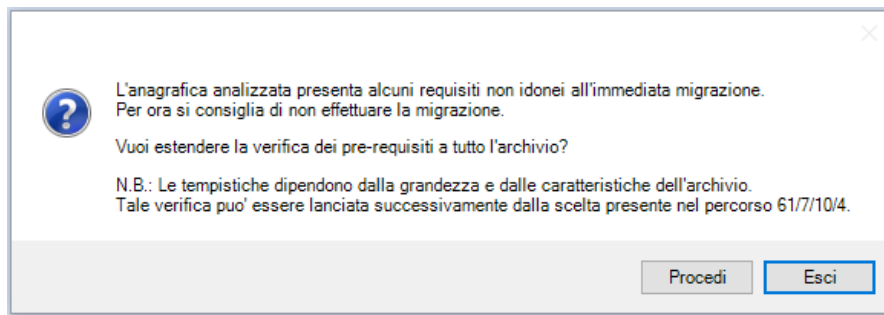 L'anagrafica analizzata presenta alcuni requisiti non idonei all'immediata migrazione.
Per ora si consiglia di non effettuare la migrazione.
Vuoi estendere la verifica dei pre-requisiti a tutto l'archivio?
N.B.: Le tempistiche dipendono dalla grandezza e dalle caratteristiche dell'archivio.
Tale verifica puo' essere lanciata successivamente dalla scelta presente nel percorso 61/7/10/4.
Procedi
Esci